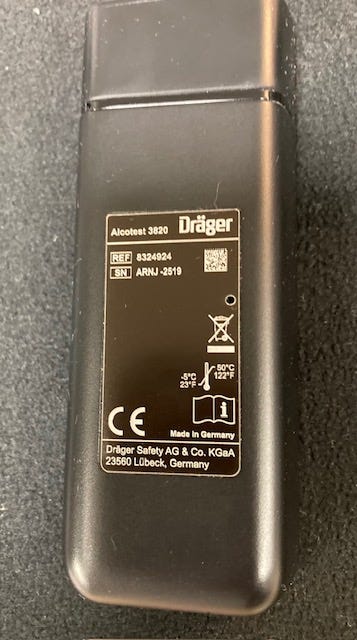 Alcotest 3820 Dräger
REF 8324924
SN ARNJ -2519
-5°C
23°F
50°C
122°F
i
CE
Made in Germany
Dräger Safety AG & Co. KGaA
23560 Lübeck, Germany